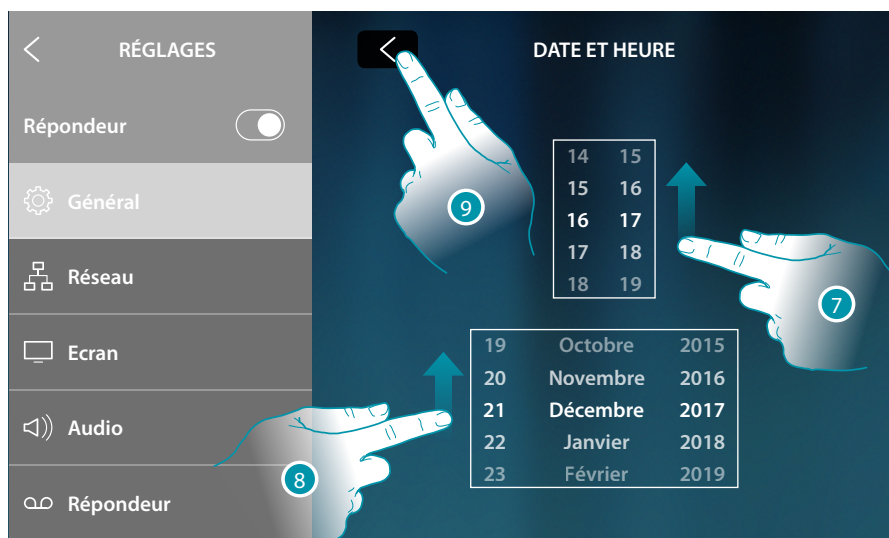 RÉGLAGES
Répondeur
Général
Réseau
Ecran
Audio
Répondeur
DATE ET HEURE
14 15
15 16
16 17
17 18
18 19
9
7
19 Octobre 2015
20 Novembre 2016
21 Décembre 2017
22 Janvier 2018
23 Février 2019
8